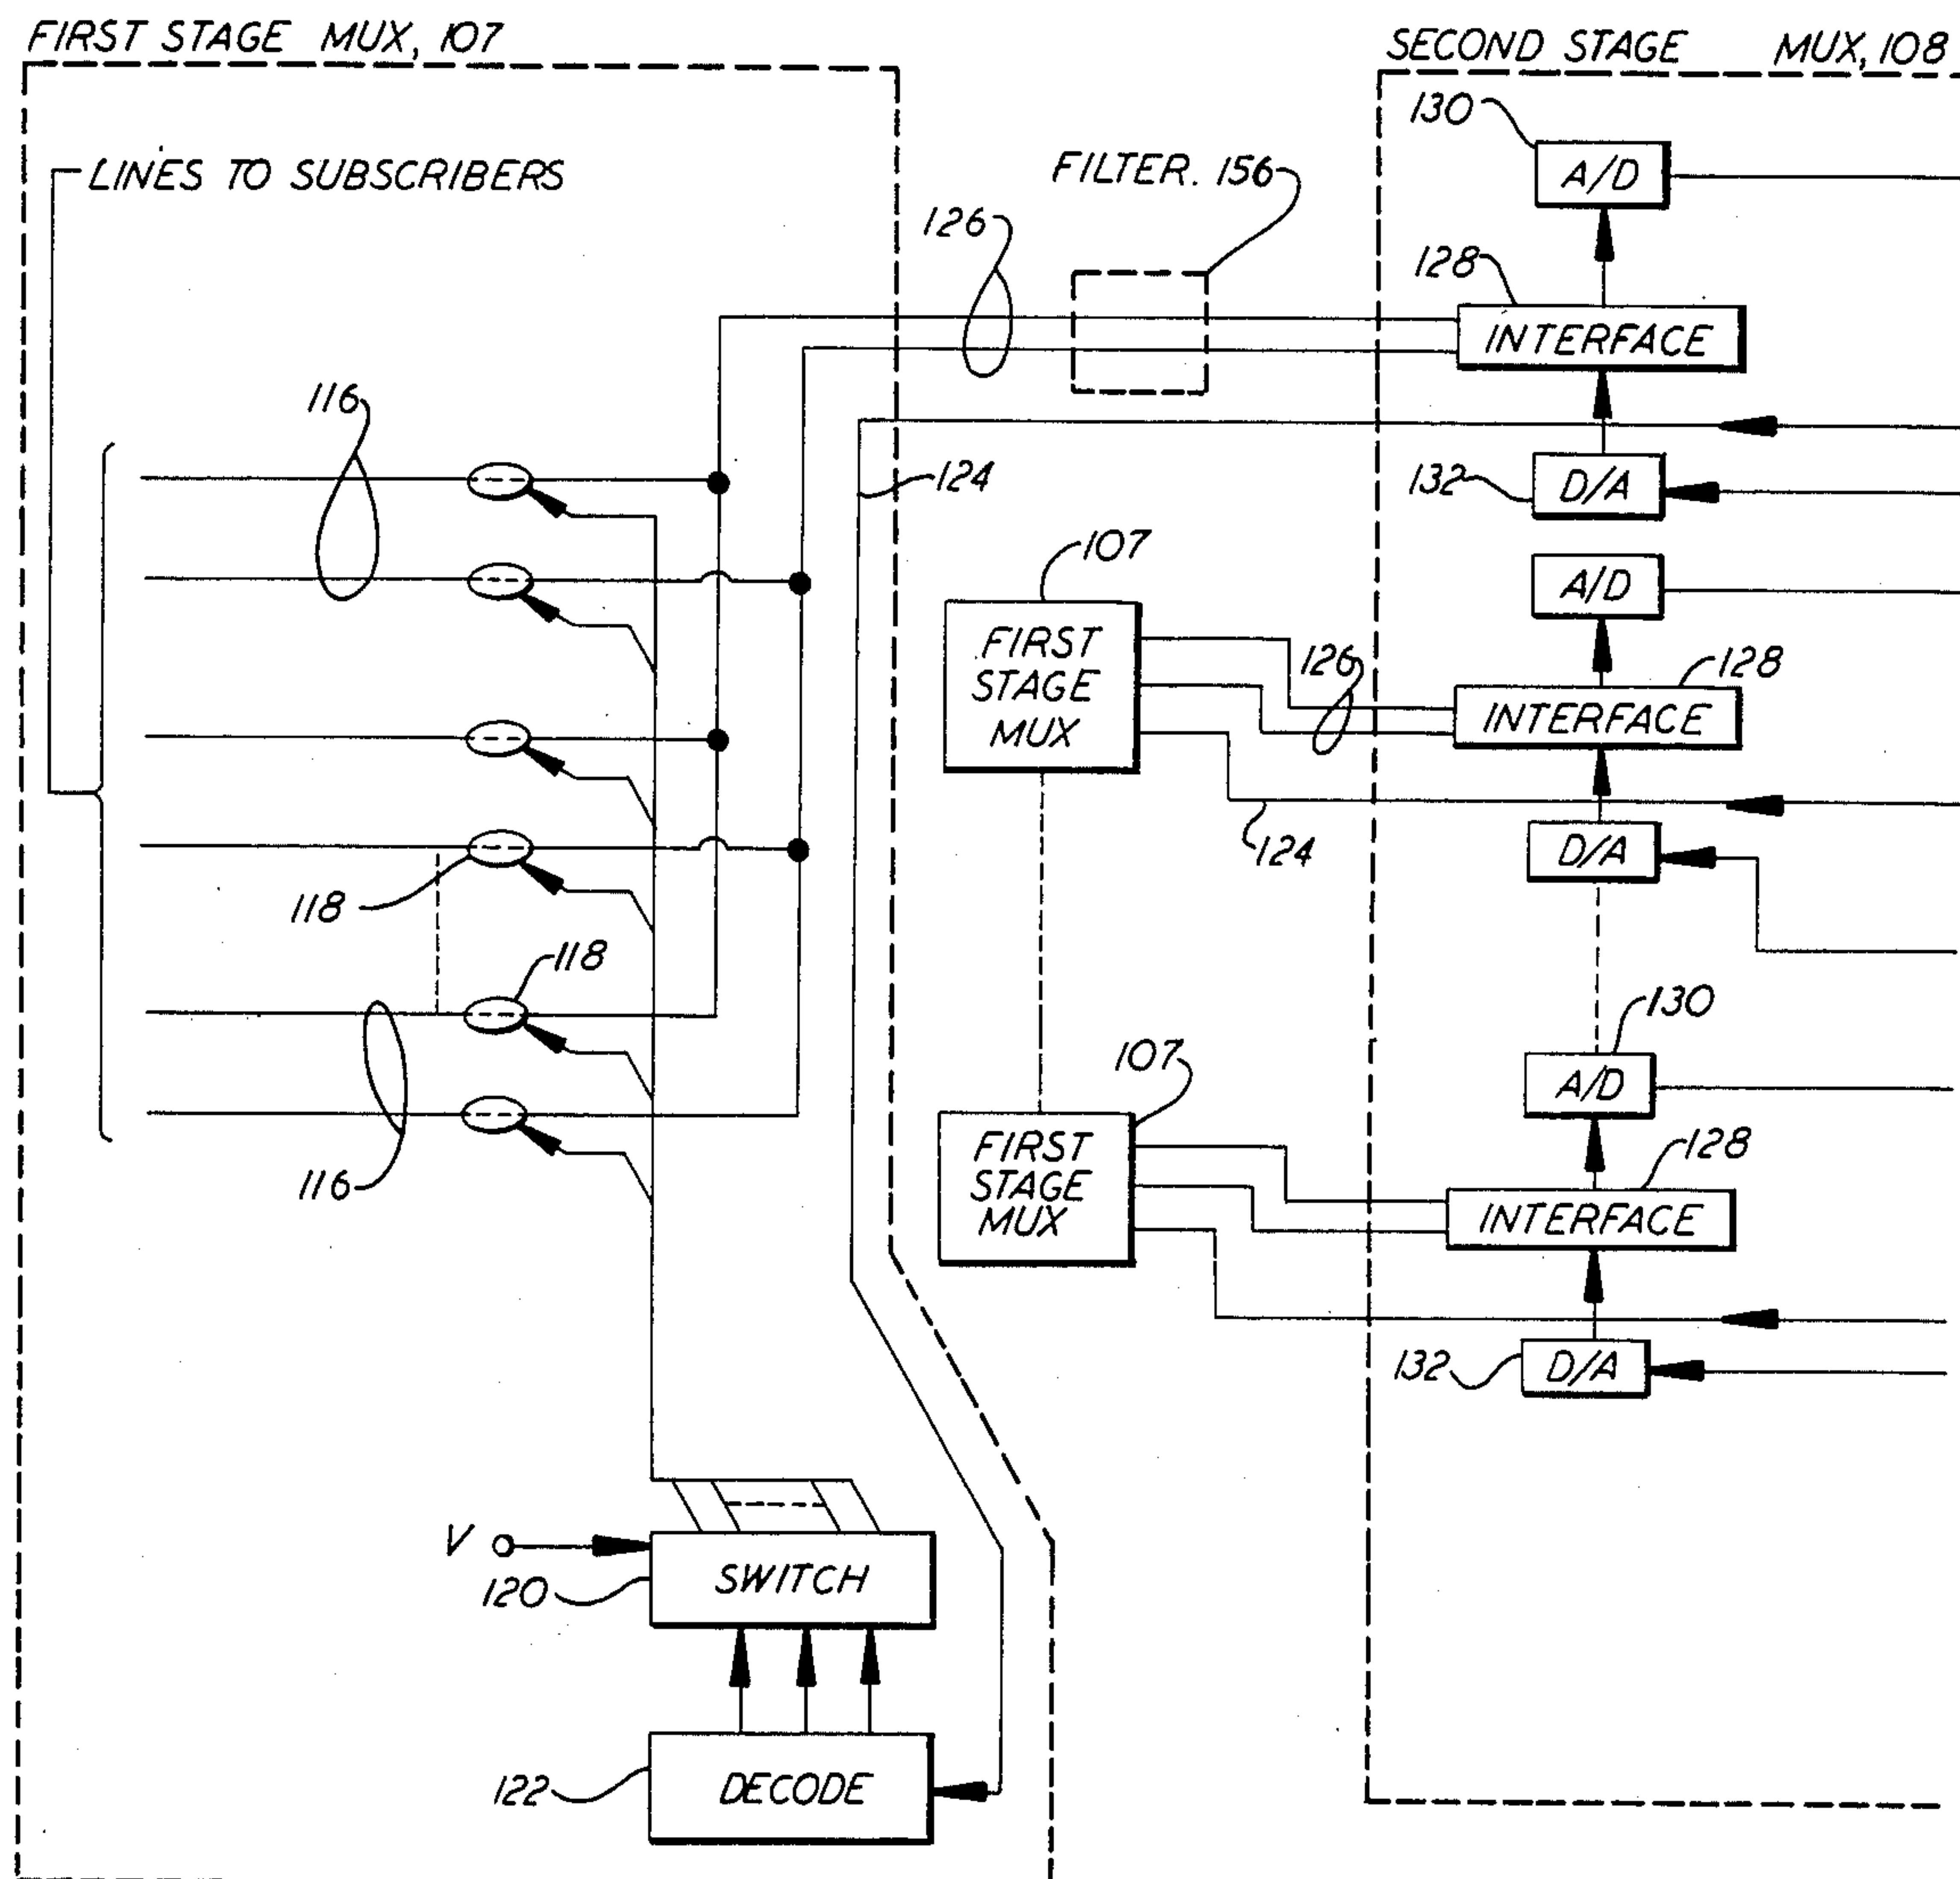 FIRST STAGE MUX, 107
SECOND STAGE MUX, 108
LINES TO SUBSCRIBERS
FILTER. 156
126
130
A/D
128
INTERFACE
116
124
132
D/A
107
FIRST
STAGE
MUX
126
A/D
128
INTERFACE
124
D/A
118
118
116
107
FIRST
STAGE
MUX
130
A/D
128
INTERFACE
132
D/A
V
120
SWITCH
122
DECODE